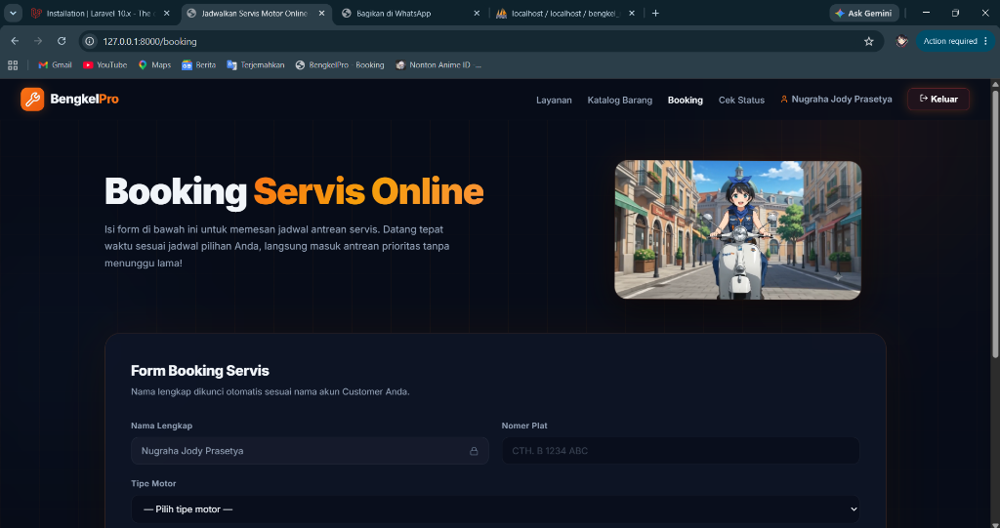 Installation | Laravel 10.x - The
Jadwalkan Servis Motor Online
Bagikan di WhatsApp
localhost / localhost / bengkel_
Ask Gemini
127.0.0.1:8000/booking
Action required
Gmail
YouTube
Maps
Berita
Terjemahkan
BengkelPro - Booking
Nonton Anime ID ...
BengkelPro
Layanan
Katalog Barang
Booking
Cek Status
Nugraha Jody Prasetya
Keluar
Booking Servis Online
Isi form di bawah ini untuk memesan jadwal antrean servis. Datang tepat
waktu sesuai jadwal pilihan Anda, langsung masuk antrean prioritas tanpa
menunggu lama!
Form Booking Servis
Nama lengkap dikunci otomatis sesuai nama akun Customer Anda.
Nama Lengkap
Nomer Plat
Nugraha Jody Prasetya
CTH. B 1234 ABC
Tipe Motor
— Pilih tipe motor —